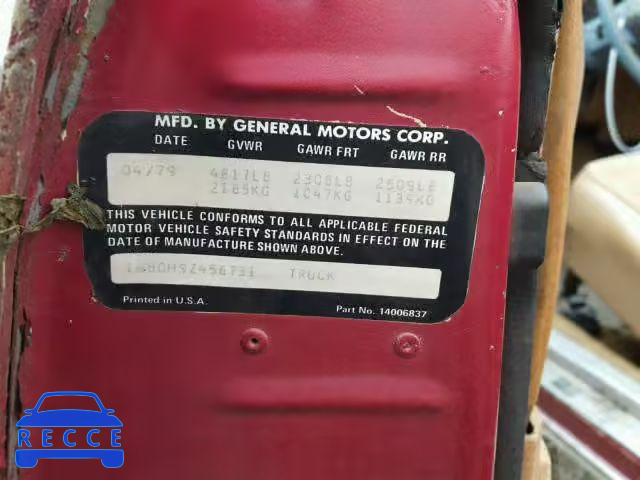 MFD. BY GENERAL MOTORS CORP.
DATE GVWR GAWR FRT GAWR RR
04/79 4817LB 2308LB 2509LB
2185KG 1047KG 1139KG
THIS VEHICLE CONFORMS TO ALL APPLICABLE FEDERAL
MOTOR VEHICLE SAFETY STANDARDS IN EFFECT ON THE
DATE OF MANUFACTURE SHOWN ABOVE.
TRUCK
Printed in U.S.A. Part No. 14006837
RECCE